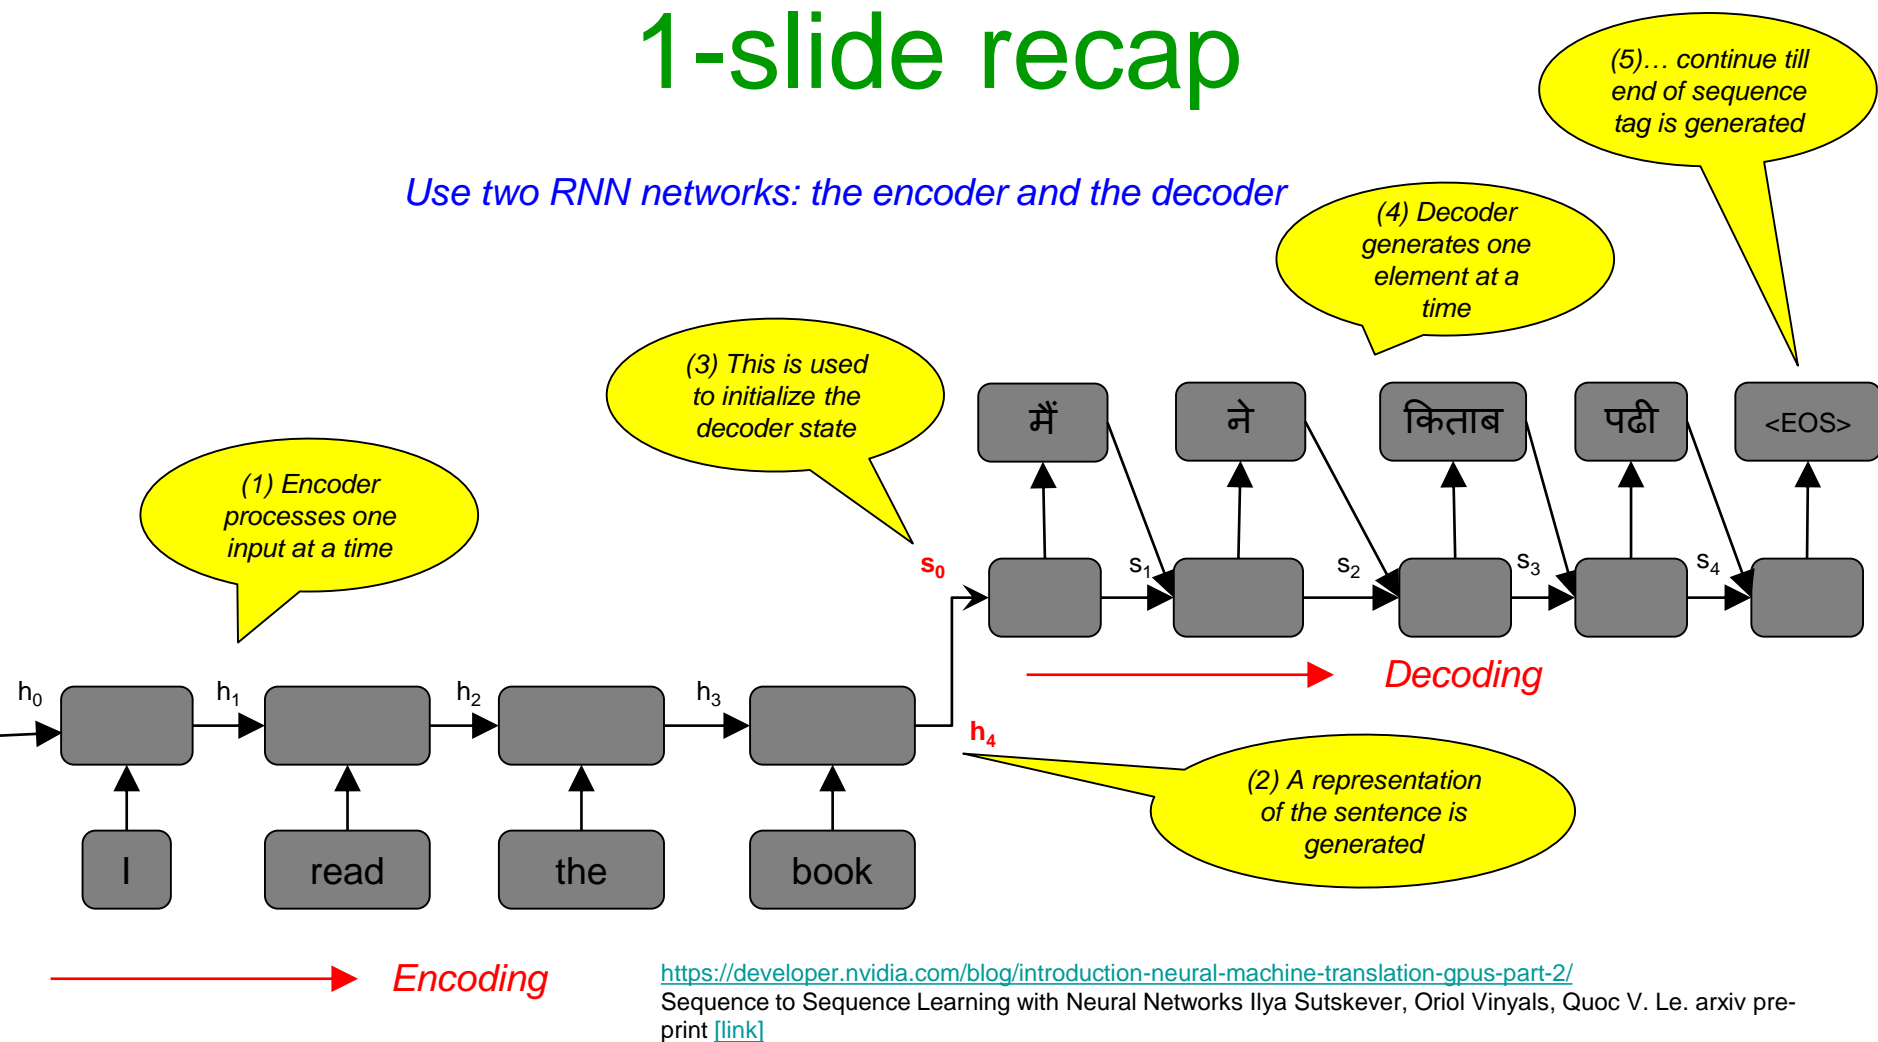 1-slide recap
Use two RNN networks: the encoder and the decoder
(5)… continue till
end of sequence
tag is generated
(4) Decoder
generates one
element at a
time
(3) This is used
to initialize the
decoder state
(1) Encoder
processes one
input at a time
मैं ने किताब पढी <EOS>
s0 s1 s2 s3 s4
Decoding
h0 h1 h2 h3 h4
(2) A representation
of the sentence is
generated
I read the book
Encoding
https://developer.nvidia.com/blog/introduction-neural-machine-translation-gpus-part-2/
Sequence to Sequence Learning with Neural Networks Ilya Sutskever, Oriol Vinyals, Quoc V. Le. arxiv pre-
print [link]